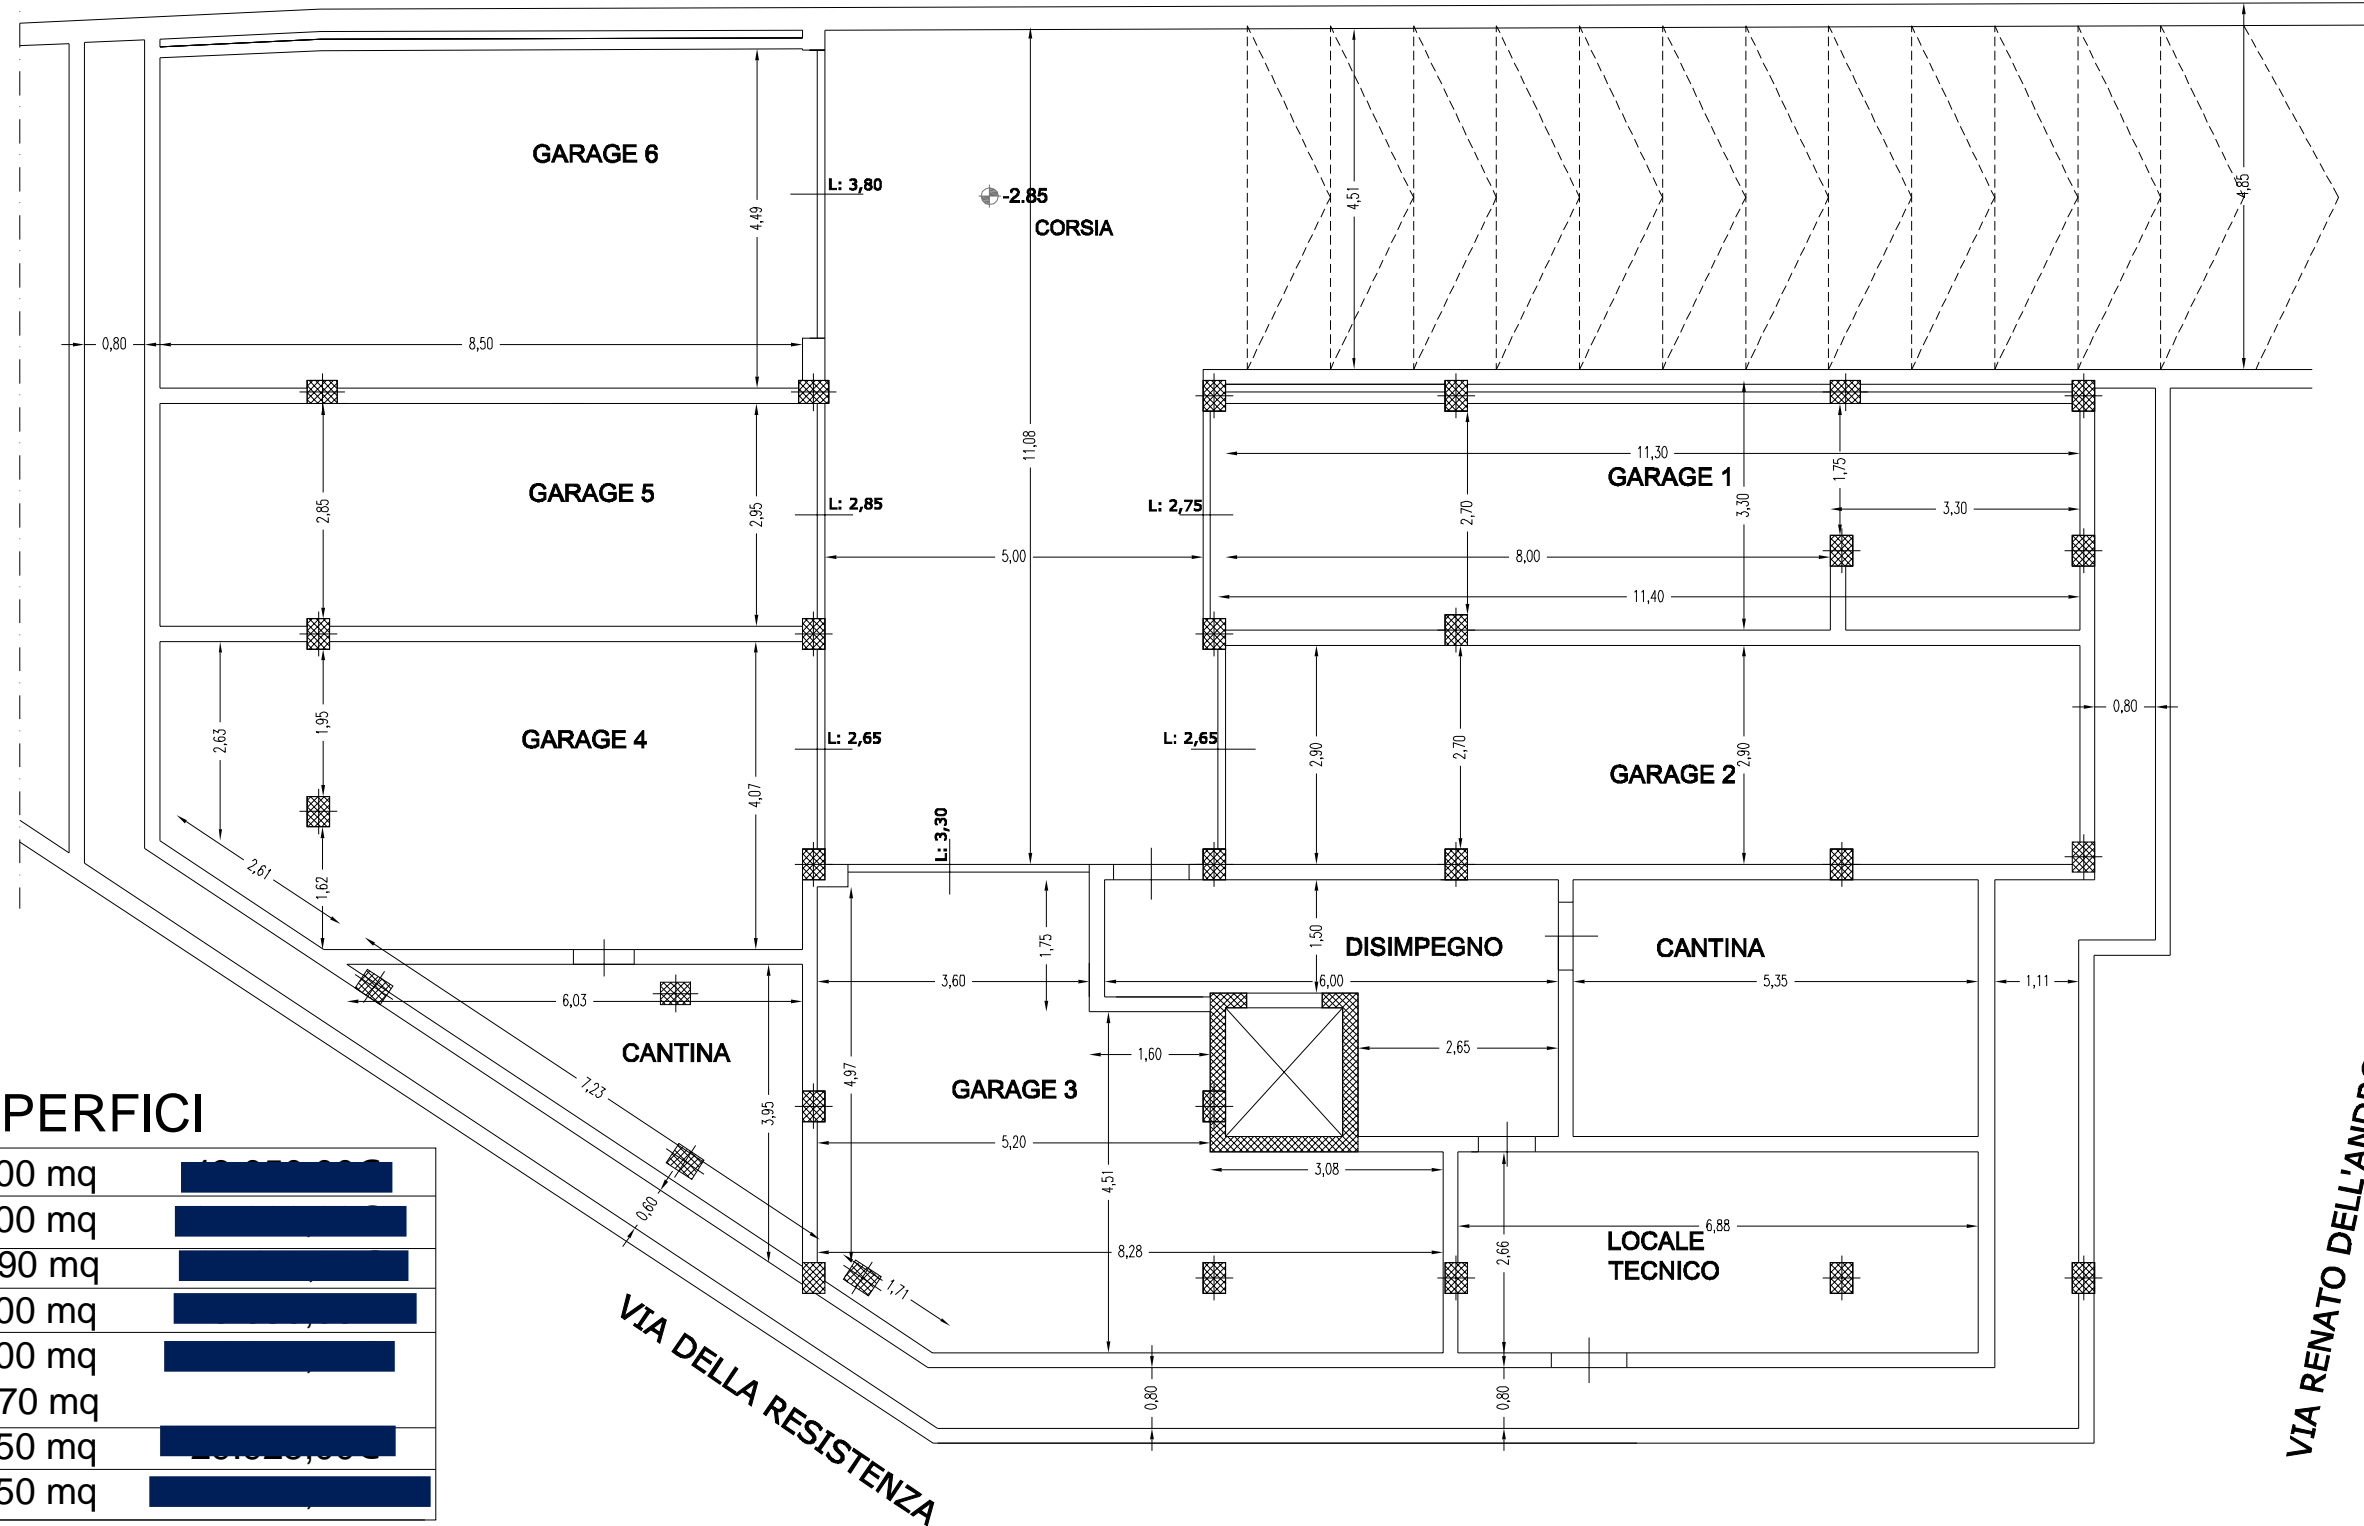 GARAGE 6
L: 3,80
-2.85
CORSIA
4,49
4,51
4,85
0,80
8,50
11,08
GARAGE 5
2,85
2,95
L: 2,85
L: 2,75
5,00
11,30
GARAGE 1
1,75
2,70
3,30
3,30
8,00
11,40
GARAGE 4
2,63
1,95
4,07
L: 2,65
L: 2,65
2,90
2,70
2,90
GARAGE 2
0,80
2,61
1,62
L: 3,30
1,75
1,50
DISIMPEGNO
CANTINA
3,60
6,00
5,35
1,11
6,03
CANTINA
7,23
3,95
4,97
GARAGE 3
1,60
2,65
5,20
3,08
4,51
0,60
8,28
1,71
6,88
2,66
LOCALE
TECNICO
0,80
0,80
VIA DELLA RESISTENZA
VIA RENATO DELL'ANDRO
PERFICI
00 mq
00 mq
90 mq
00 mq
00 mq
70 mq
50 mq
50 mq